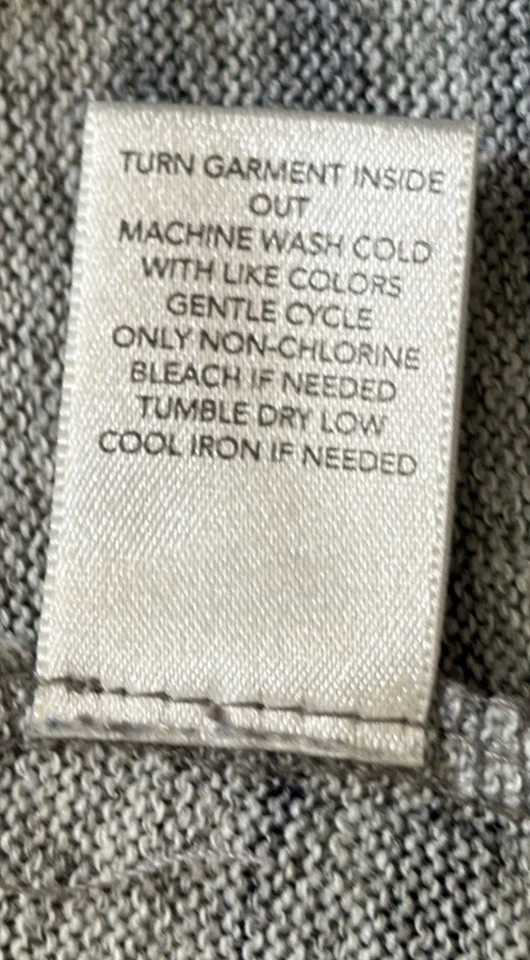 TURN GARMENT INSIDE
OUT
MACHINE WASH COLD
WITH LIKE COLORS
GENTLE CYCLE
ONLY NON-CHLORINE
BLEACH IF NEEDED
TUMBLE DRY LOW
COOL IRON IF NEEDED